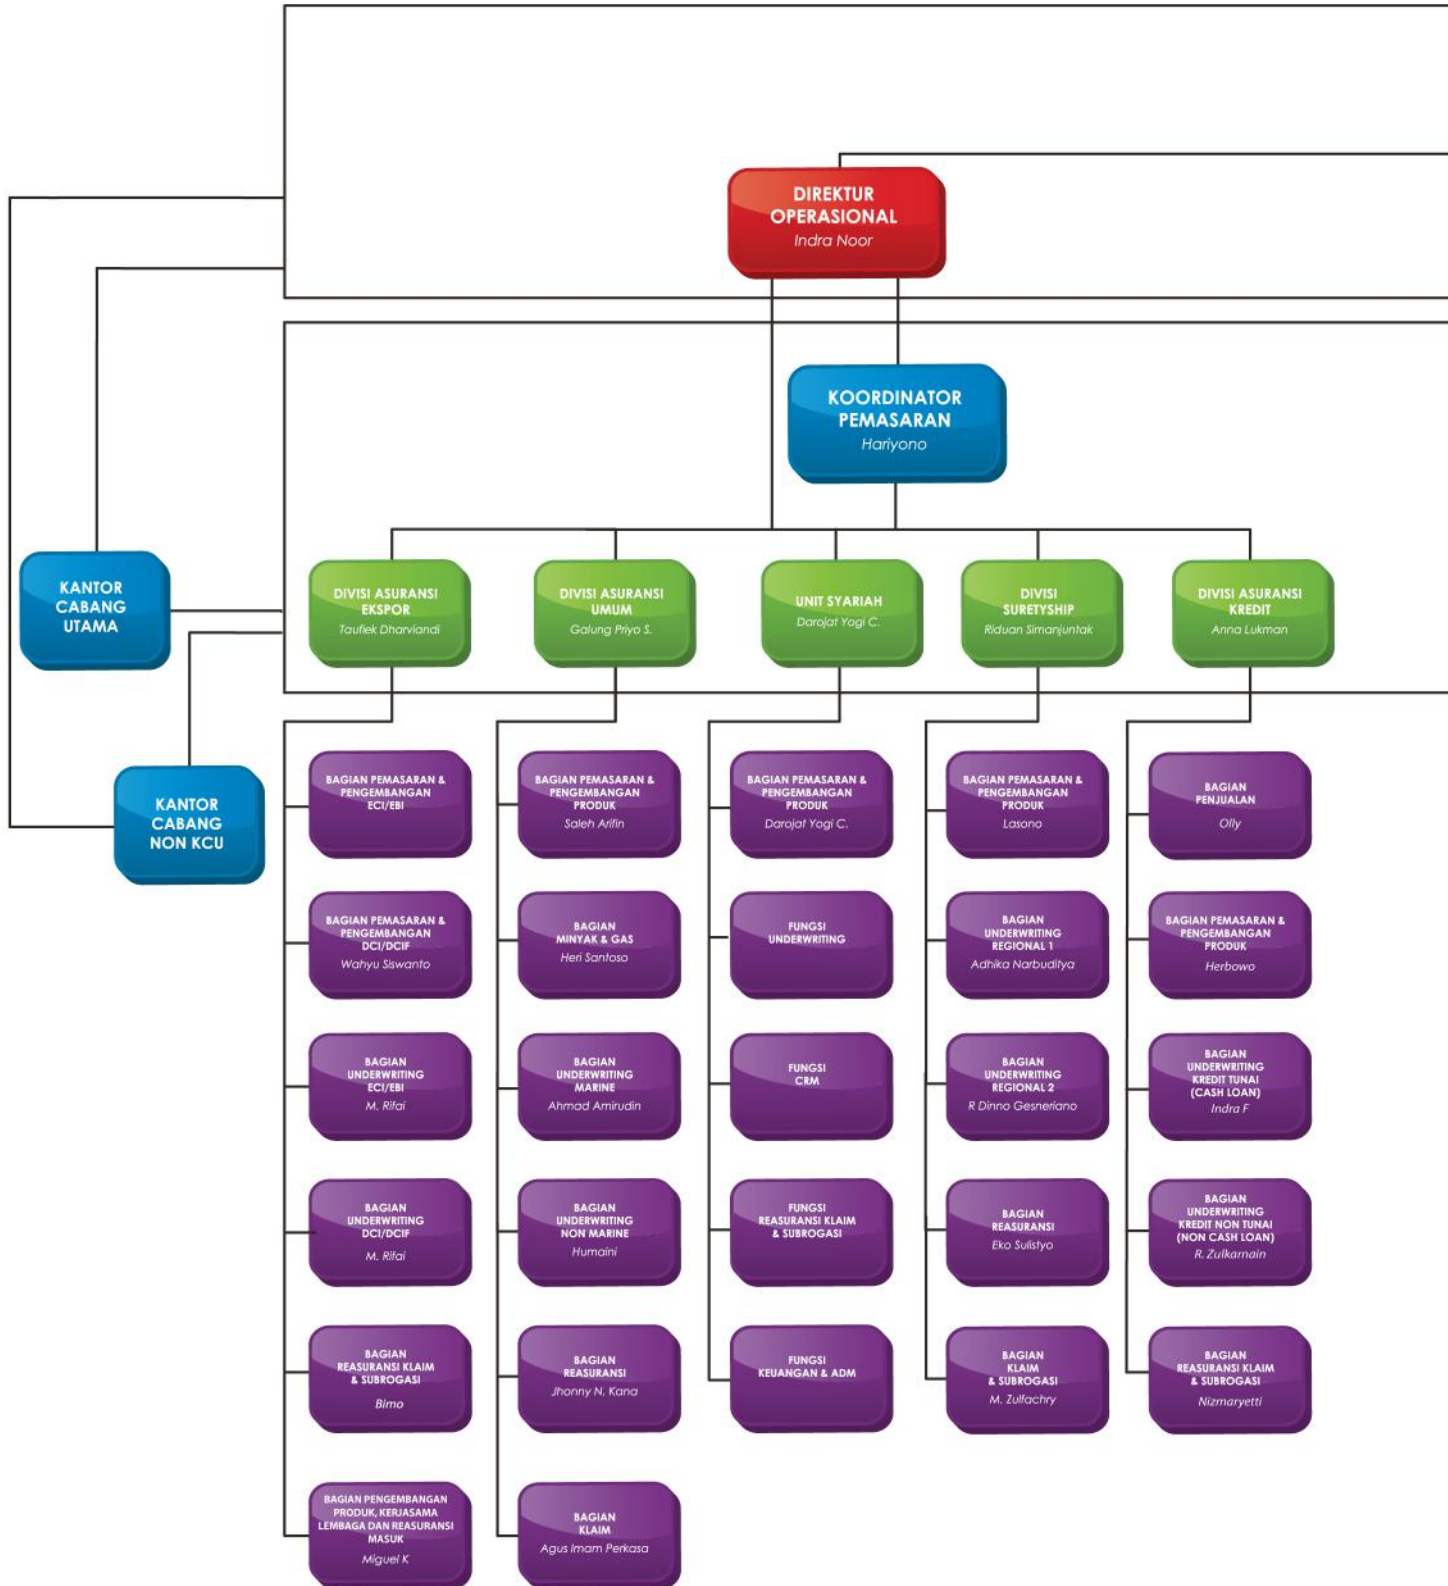 DIREKTUR
OPERASIONAL
Indra Noor
KOORDINATOR
PEMASARAN
Hariyono
KANTOR
CABANG
UTAMA
KANTOR
CABANG
NON KCU
DIVISI ASURANSI
EKSPOR
Taufiek Dharviandi
DIVISI ASURANSI
UMUM
Galung Priyo S.
UNIT SYARIAH
Darojat Yogi C.
DIVISI
SURETYSHIP
Riduan Simanjuntak
DIVISI ASURANSI
KREDIT
Anna Lukman
BAGIAN PEMASARAN &
PENGEMBANGAN
ECI/EBI
BAGIAN PEMASARAN &
PENGEMBANGAN
PRODUK
Saleh Arifin
BAGIAN PEMASARAN &
PENGEMBANGAN
PRODUK
Darojat Yogi C.
BAGIAN PEMASARAN &
PENGEMBANGAN
PRODUK
Lasono
BAGIAN
PENJUALAN
Olly
BAGIAN PEMASARAN &
PENGEMBANGAN
DCI/DCIF
Wahyu Siswanto
BAGIAN
MINYAK & GAS
Heri Santoso
FUNGSI
UNDERWRITING
BAGIAN
UNDERWRITING
REGIONAL 1
Adhika Narbuditya
BAGIAN PEMASARAN &
PENGEMBANGAN
PRODUK
Herbowo
BAGIAN
UNDERWRITING
ECI/EBI
M. Rifai
BAGIAN
UNDERWRITING
MARINE
Ahmad Amirudin
FUNGSI
CRM
BAGIAN
UNDERWRITING
REGIONAL 2
R Dinno Gesneriano
BAGIAN
UNDERWRITING
KREDIT TUNAI
(CASH LOAN)
Indra F
BAGIAN
UNDERWRITING
DCI/DCIF
M. Rifai
BAGIAN
UNDERWRITING
NON MARINE
Humaini
FUNGSI
REASURANSI KLAIM
& SUBROGASI
BAGIAN
REASURANSI
Eko Sulistyo
BAGIAN
UNDERWRITING
KREDIT NON TUNAI
(NON CASH LOAN)
R. Zulkarnain
BAGIAN
REASURANSI KLAIM
& SUBROGASI
Bimo
BAGIAN
REASURANSI
Jhonny N. Kana
FUNGSI
KEUANGAN & ADM
BAGIAN
KLAIM
& SUBROGASI
M. Zulfachry
BAGIAN
REASURANSI KLAIM
& SUBROGASI
Nizmaryetti
BAGIAN PENGEMBANGAN
PRODUK, KERJASAMA
LEMBAGA DAN REASURANSI
MASUK
Miguel K
BAGIAN
KLAIM
Agus Imam Perkasa